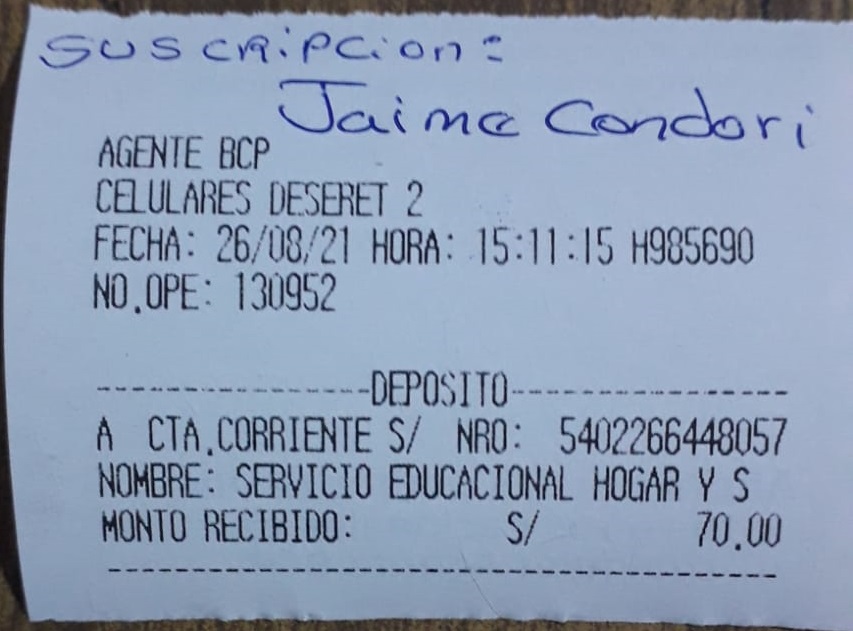 suscripcion:
Jaime Condori
AGENTE BCP
CELULARES DESERET 2
FECHA: 26/08/21 HORA: 15:11:15 H985690
NO.OPE: 130952
-----------------DEPOSITO-----------------
A CTA.CORRIENTE S/ NRO: 5402266448057
NOMBRE: SERVICIO EDUCACIONAL HOGAR Y S
MONTO RECIBIDO: S/ 70.00
------------------------------------------